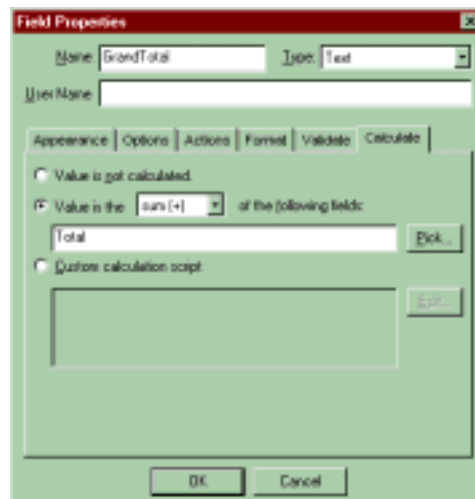 Field Properties
Name: GrandTotal Type: Text
User Name:
Appearance Options Actions Format Validate Calculate
Value is not calculated.
Value is the sum (+) of the following fields:
Total Pick...
Custom calculation script:
Edit...
OK Cancel